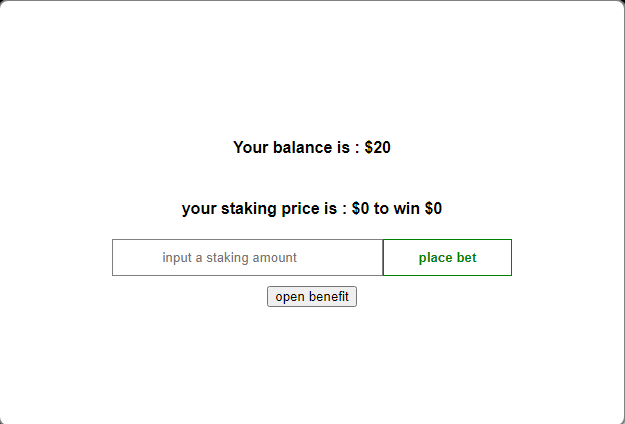 Your balance is : $20
your staking price is : $0 to win $0
input a staking amount place bet
open benefit